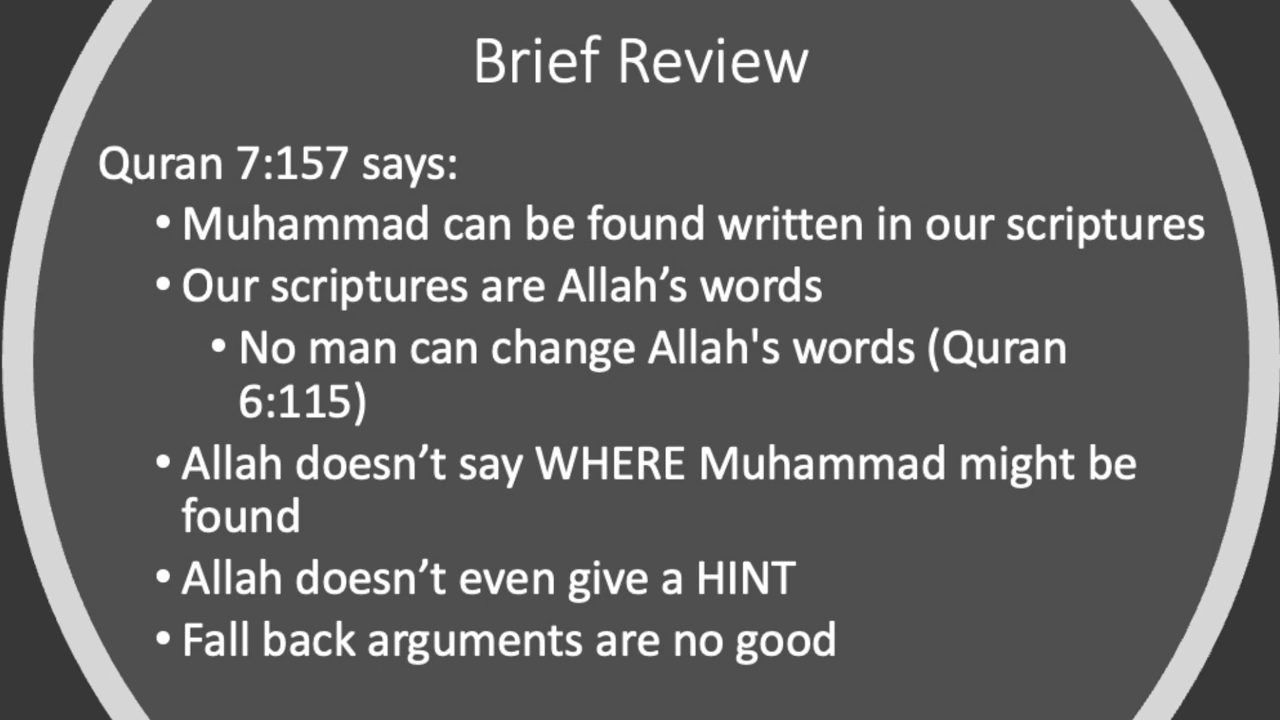 Brief Review
Quran 7:157 says:
• Muhammad can be found written in our scriptures
• Our scriptures are Allah’s words
• No man can change Allah's words (Quran
6:115)
• Allah doesn’t say WHERE Muhammad might be
found
• Allah doesn’t even give a HINT
• Fall back arguments are no good